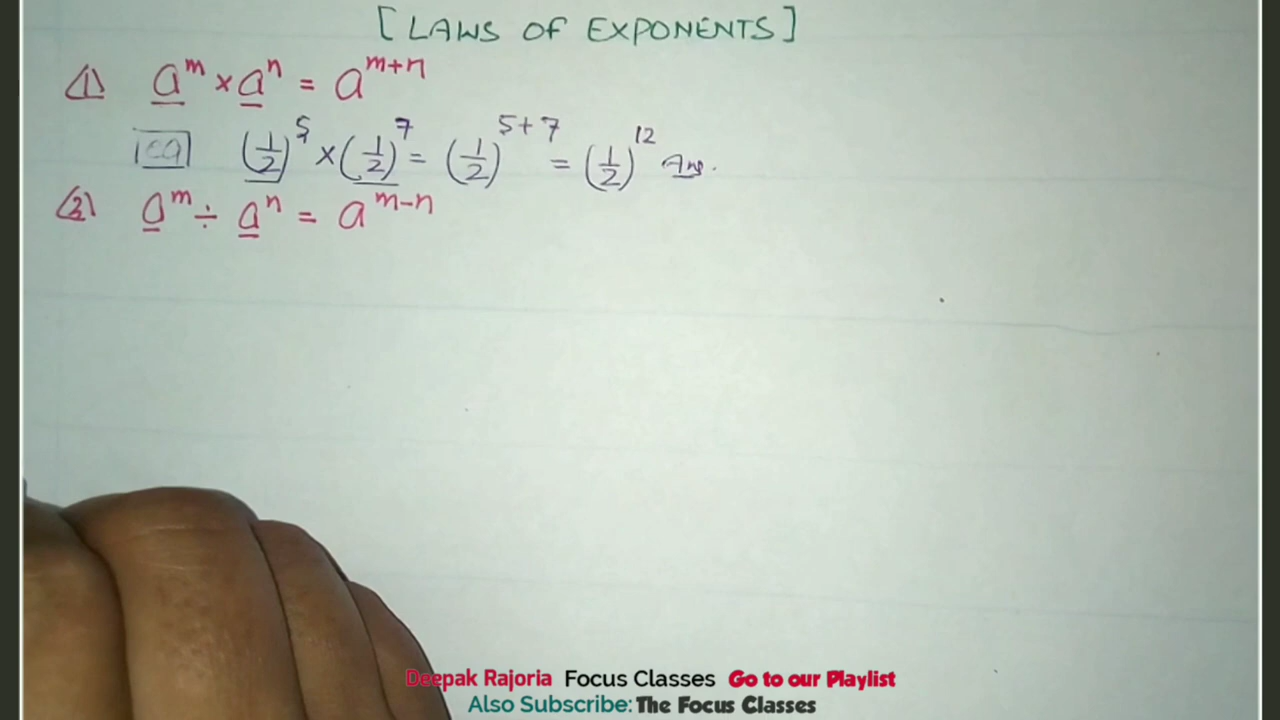 [LAWS OF EXPONENTS]
(1) a^m × a^n = a^{m+n}
(1/2)^5 × (1/2)^7 = (1/2)^{5+7} = (1/2)^{12} Ans.
(2) a^m ÷ a^n = a^{m-n}
Deepak Rajoria Focus Classes Go to our Playlist
Also Subscribe: The Focus Classes